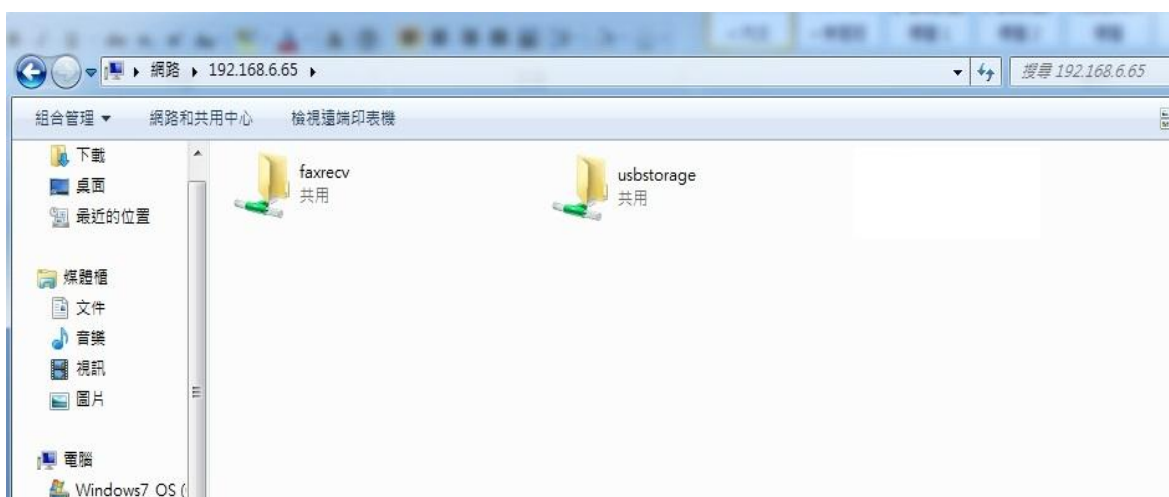 網路 ▸ 192.168.6.65 ▸
搜尋 192.168.6.65
組合管理 ▼ 網路和共用中心 檢視遠端印表機
下載
桌面
最近的位置
媒體櫃
文件
音樂
視訊
圖片
電腦
Windows7_OS (
faxrecv
共用
usbstorage
共用